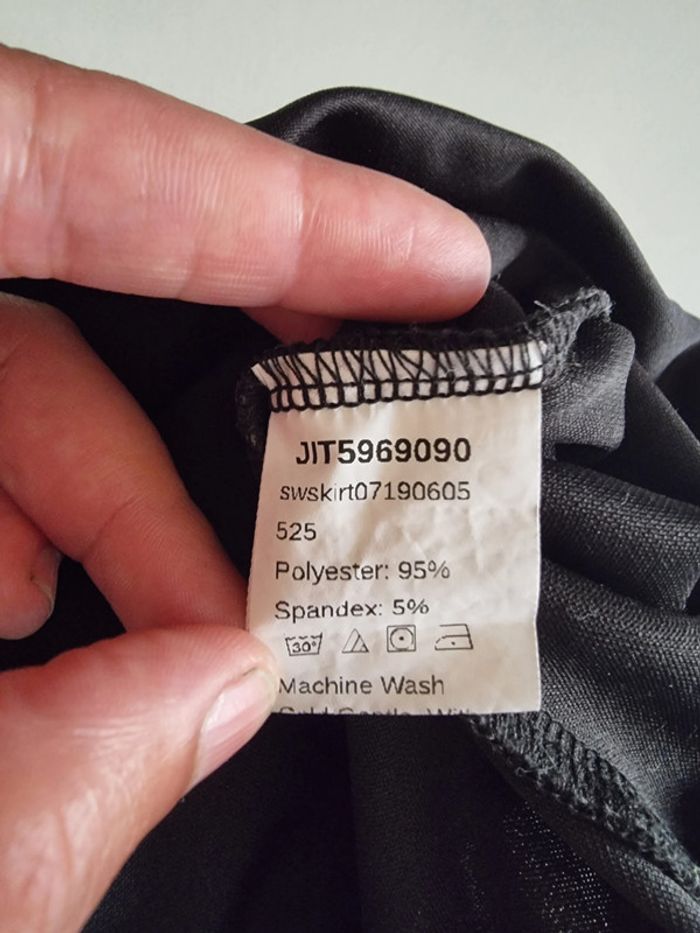 JIT5969090
swskirt07190605
525
Polyester: 95%
Spandex: 5%
30°
Machine Wash